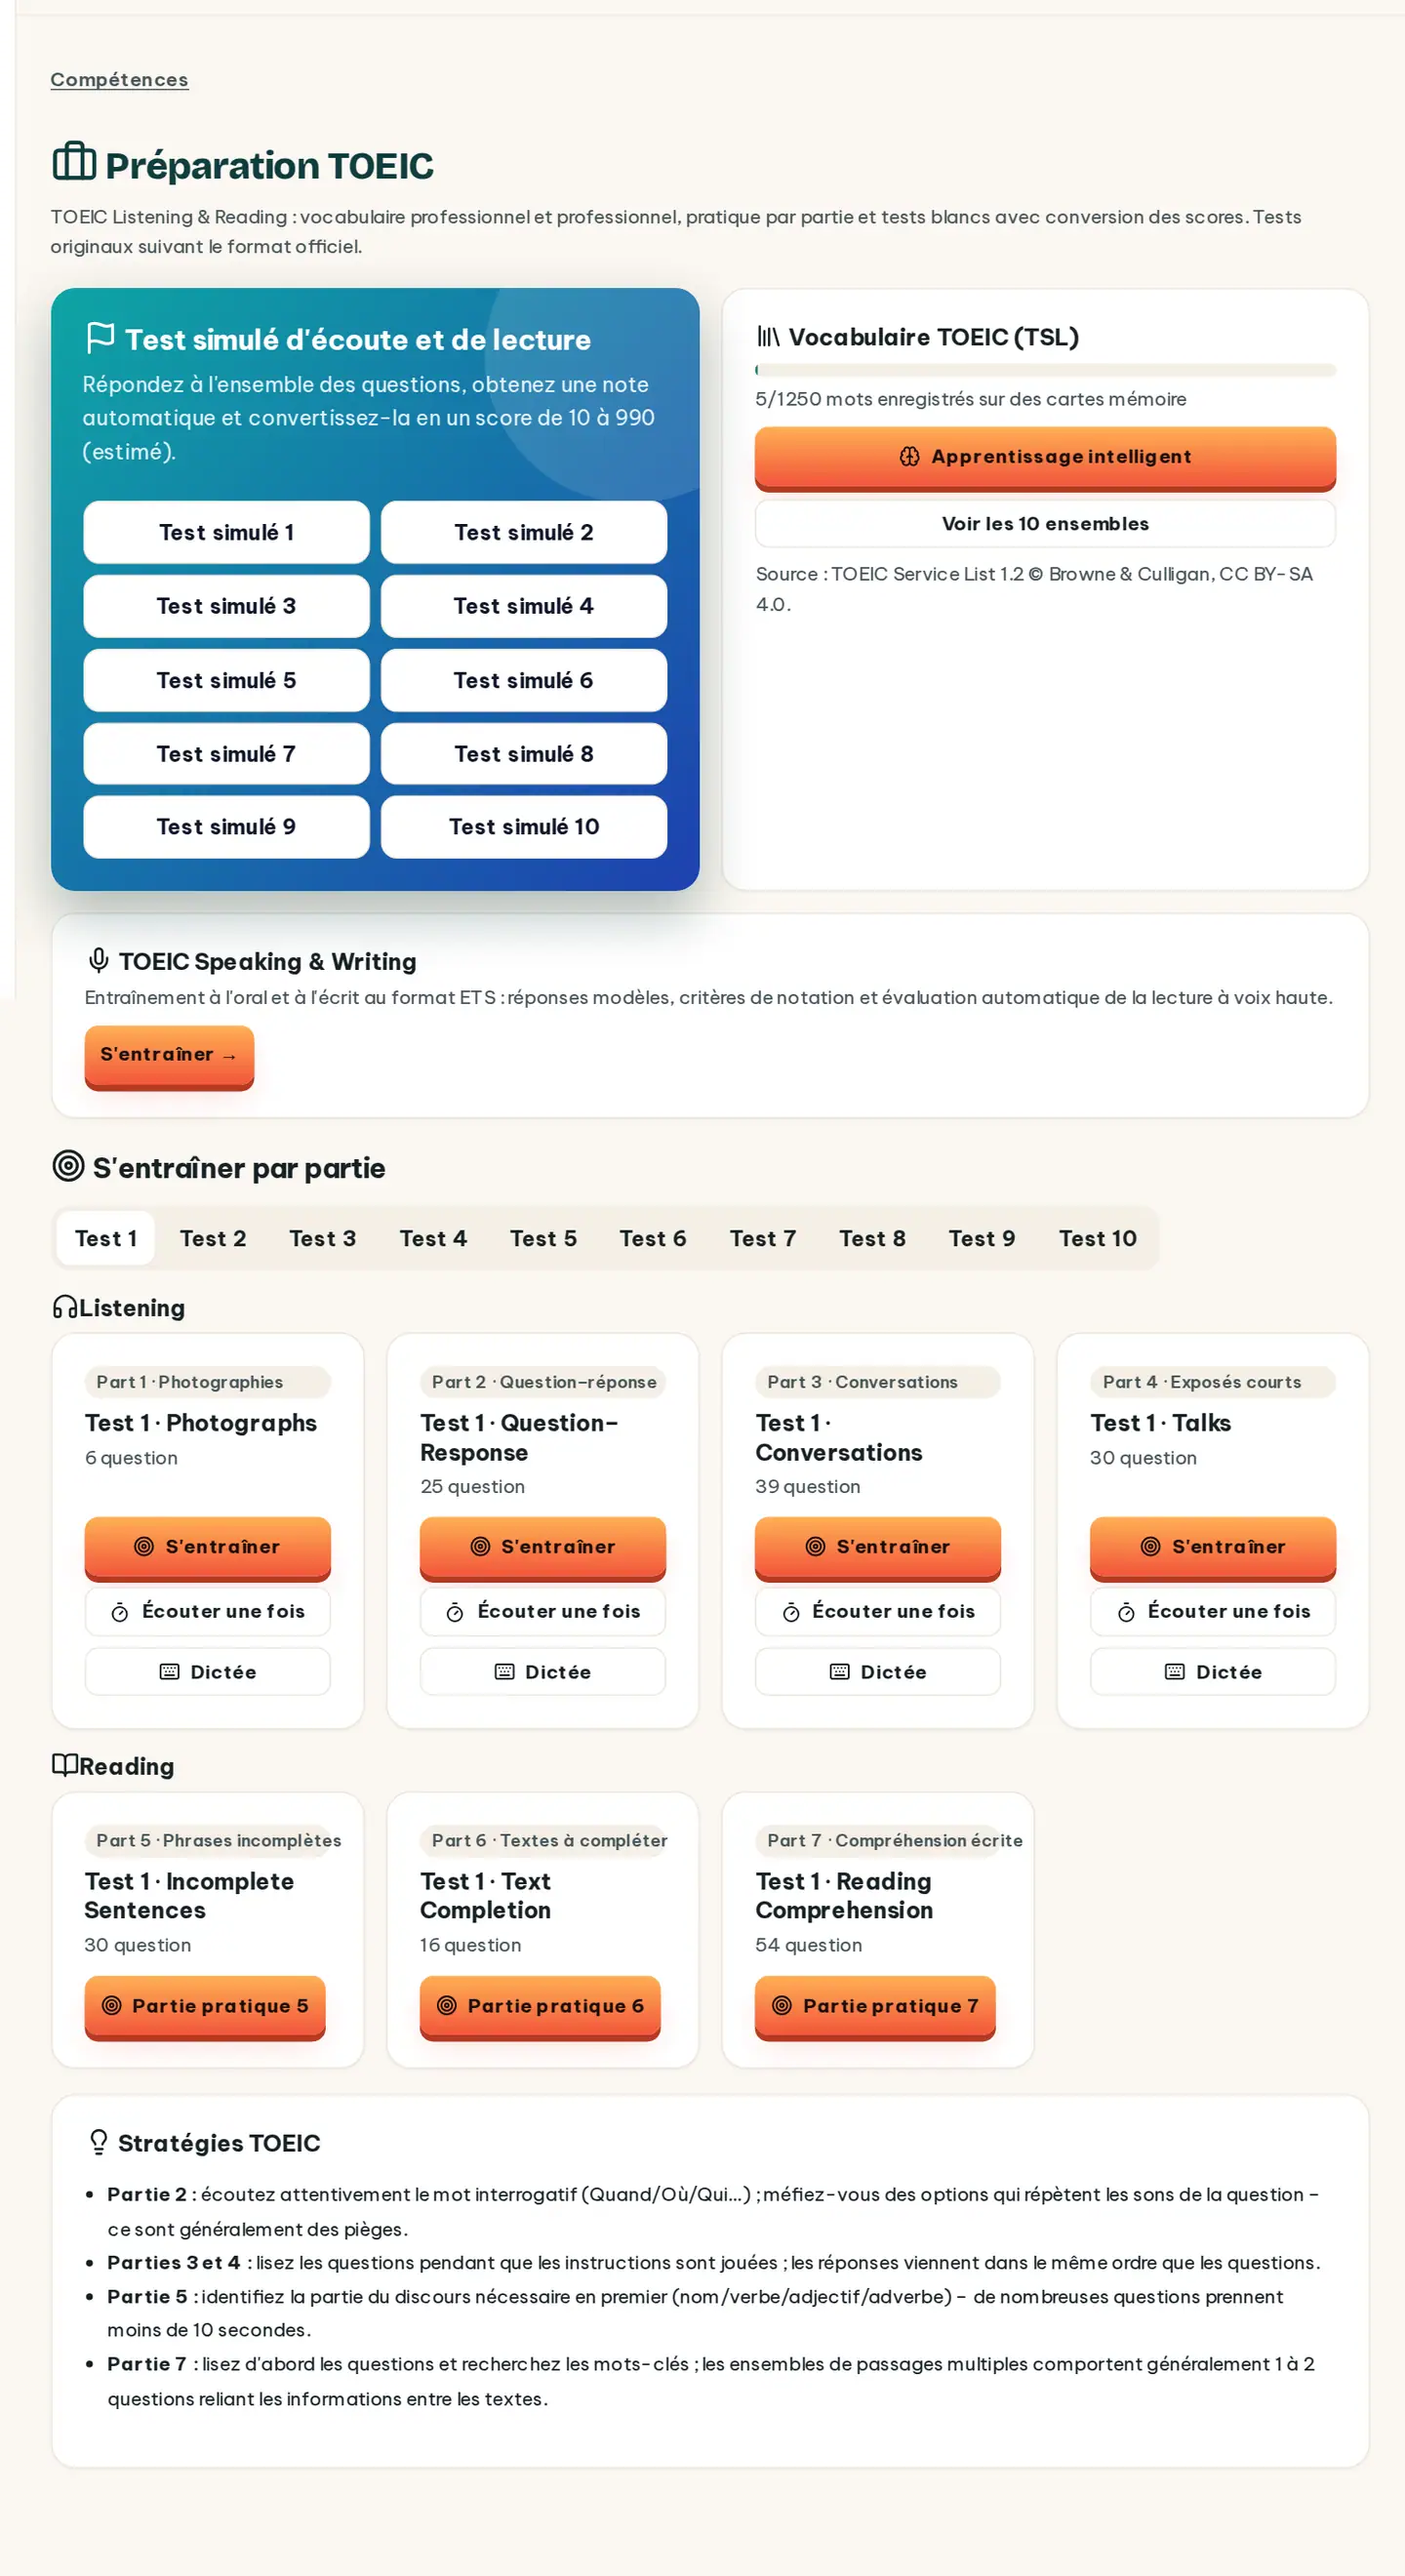 Compétences
Préparation TOEIC
TOEIC Listening & Reading : vocabulaire professionnel et professionnel, pratique par partie et tests blancs avec conversion des scores. Tests
originaux suivant le format officiel.
Test simulé d'écoute et de lecture
Répondez à l'ensemble des questions, obtenez une note
automatique et convertissez-la en un score de 10 à 990
(estimé).
Test simulé 1
Test simulé 2
Test simulé 3
Test simulé 4
Test simulé 5
Test simulé 6
Test simulé 7
Test simulé 8
Test simulé 9
Test simulé 10
Vocabulaire TOEIC (TSL)
5/1250 mots enregistrés sur des cartes mémoire
Apprentissage intelligent
Voir les 10 ensembles
Source : TOEIC Service List 1.2 © Browne & Culligan, CC BY-SA
4.0.
TOEIC Speaking & Writing
Entraînement à l'oral et à l'écrit au format ETS : réponses modèles, critères de notation et évaluation automatique de la lecture à voix haute.
S'entraîner →
S'entraîner par partie
Test 1 Test 2 Test 3 Test 4 Test 5 Test 6 Test 7 Test 8 Test 9 Test 10
Listening
Part 1 · Photographies
Test 1 · Photographs
6 question
S'entraîner
Écouter une fois
Dictée
Part 2 · Question–réponse
Test 1 · Question–
Response
25 question
S'entraîner
Écouter une fois
Dictée
Part 3 · Conversations
Test 1 ·
Conversations
39 question
S'entraîner
Écouter une fois
Dictée
Part 4 · Exposés courts
Test 1 · Talks
30 question
S'entraîner
Écouter une fois
Dictée
Reading
Part 5 · Phrases incomplètes
Test 1 · Incomplete
Sentences
30 question
Partie pratique 5
Part 6 · Textes à compléter
Test 1 · Text
Completion
16 question
Partie pratique 6
Part 7 · Compréhension écrite
Test 1 · Reading
Comprehension
54 question
Partie pratique 7
Stratégies TOEIC
• Partie 2 : écoutez attentivement le mot interrogatif (Quand/Où/Qui...) ; méfiez-vous des options qui répètent les sons de la question –
ce sont généralement des pièges.
• Parties 3 et 4 : lisez les questions pendant que les instructions sont jouées ; les réponses viennent dans le même ordre que les questions.
• Partie 5 : identifiez la partie du discours nécessaire en premier (nom/verbe/adjectif/adverbe) – de nombreuses questions prennent
moins de 10 secondes.
• Partie 7 : lisez d'abord les questions et recherchez les mots-clés ; les ensembles de passages multiples comportent généralement 1 à 2
questions reliant les informations entre les textes.